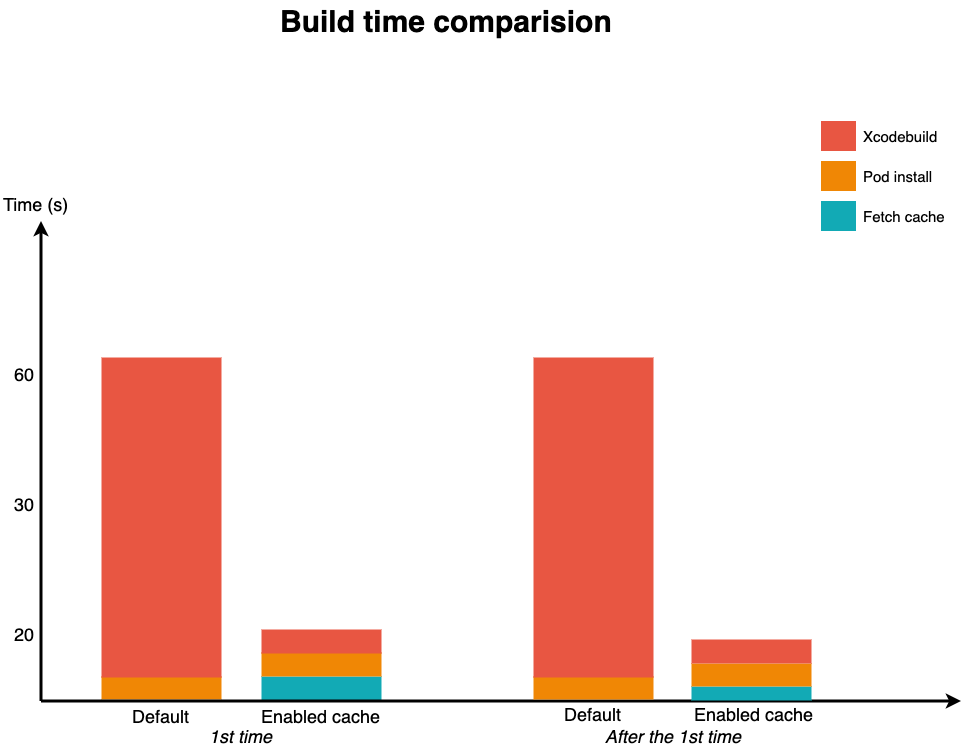 Build time comparision
Xcodebuild
Pod install
Fetch cache
Time (s)
60
30
20
Default
Enabled cache
Default
Enabled cache
1st time
After the 1st time